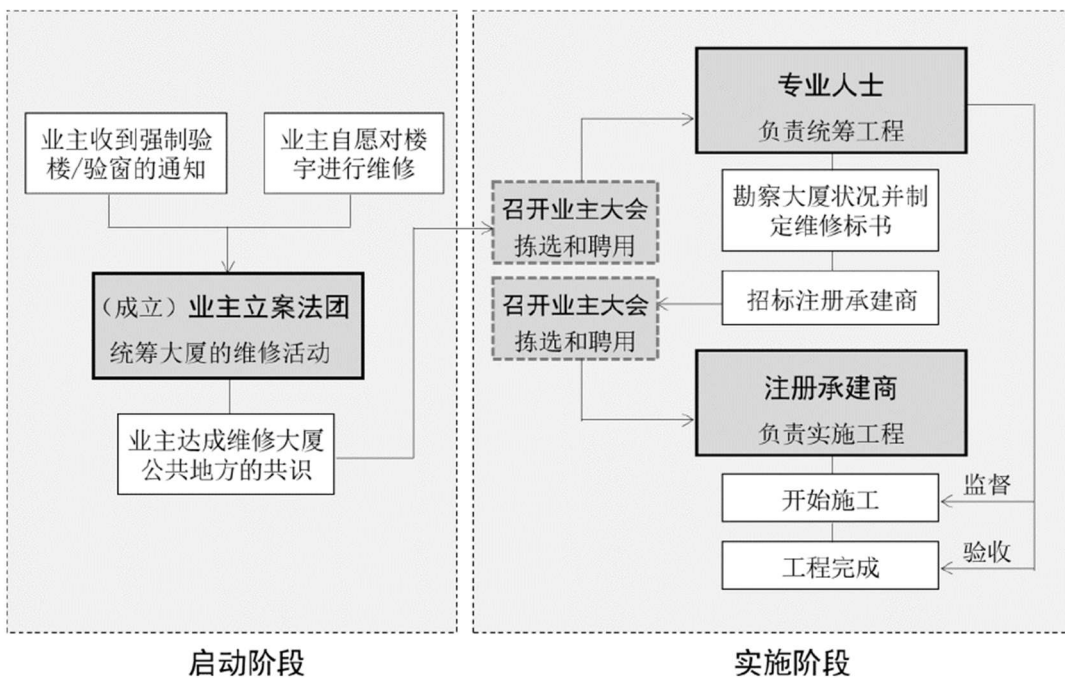 业主收到强制验
楼/验窗的通知
业主自愿对楼
宇进行维修
（成立）业主立案法团
统筹大厦的维修活动
业主达成维修大厦
公共地方的共识
启动阶段
专业人士
负责统筹工程
召开业主大会
拣选和聘用
勘察大厦状况并制
定维修标书
招标注册承建商
召开业主大会
拣选和聘用
注册承建商
负责实施工程
开始施工
监督
工程完成
验收
实施阶段